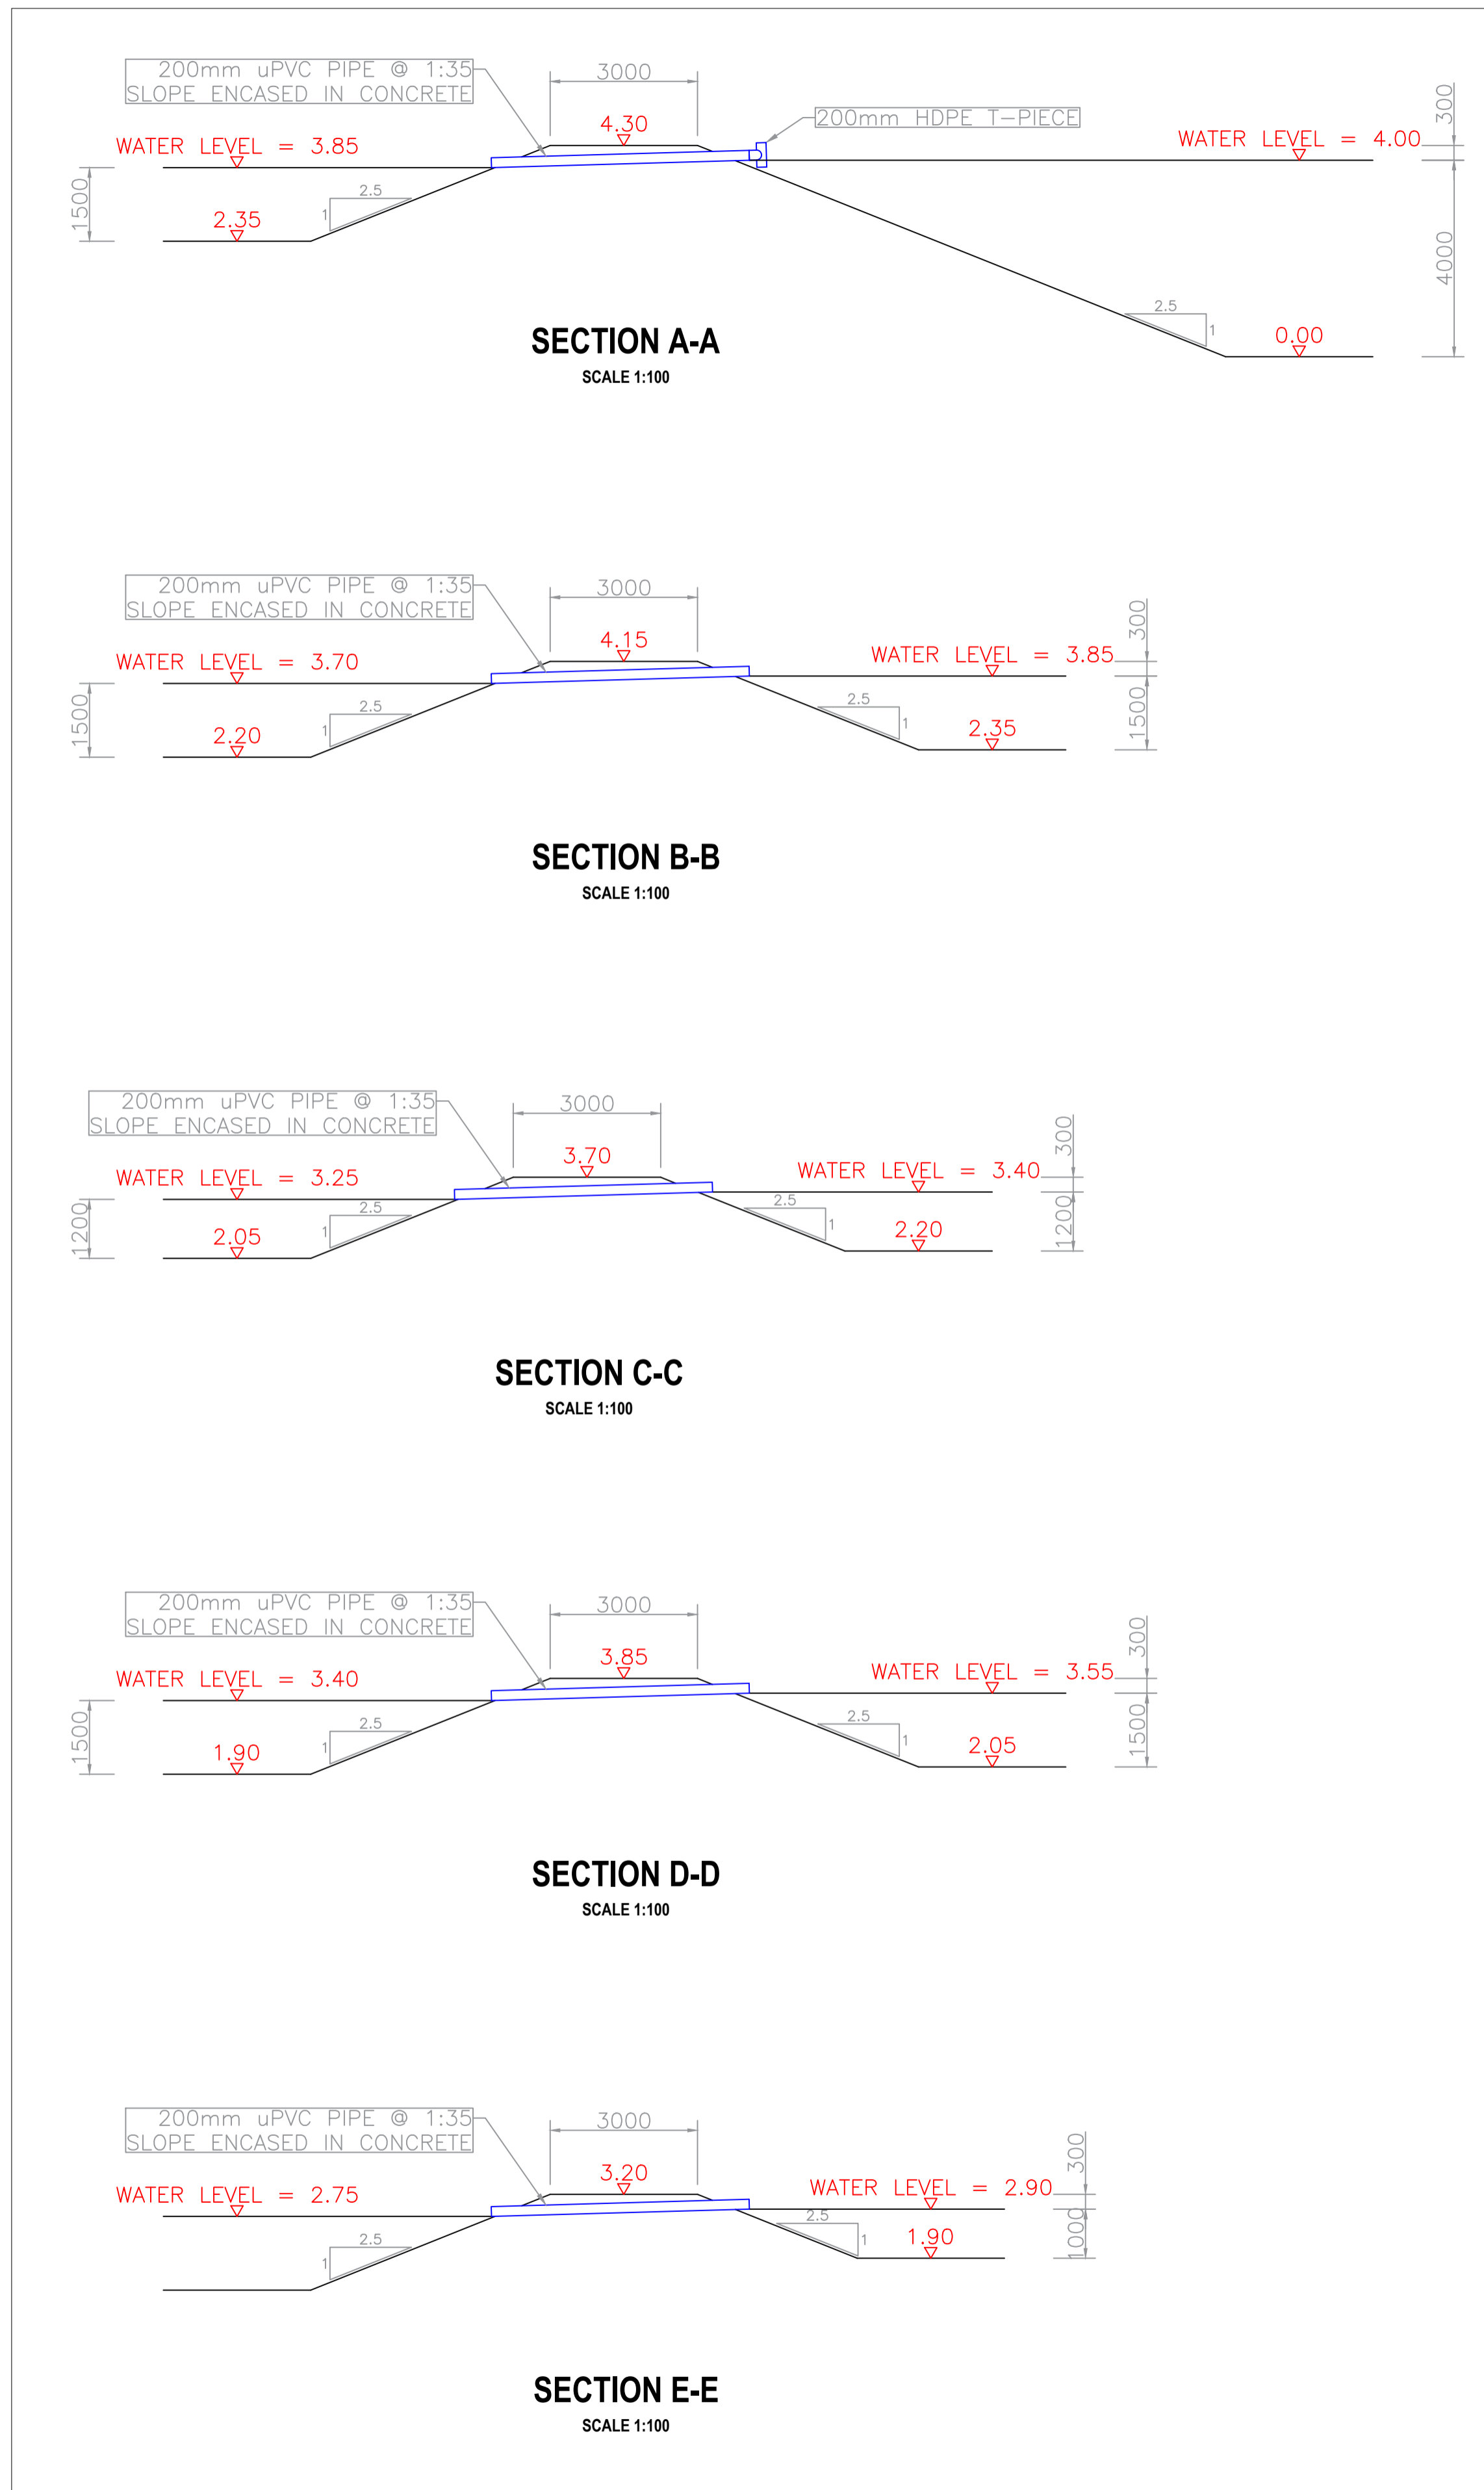 200mm uPVC PIPE @ 1:35
SLOPE ENCASED IN CONCRETE
3000
300
200mm HDPE T-PIECE
4.30
WATER LEVEL = 3.85
WATER LEVEL = 4.00
1500
2.5
1
2.35
4000
2.5
1
0.00
SECTION A-A
SCALE 1:100
200mm uPVC PIPE @ 1:35
SLOPE ENCASED IN CONCRETE
3000
300
4.15
WATER LEVEL = 3.70
WATER LEVEL = 3.85
1500
2.5
1
2.20
2.5
1
2.35
1500
SECTION B-B
SCALE 1:100
200mm uPVC PIPE @ 1:35
SLOPE ENCASED IN CONCRETE
3000
300
3.70
WATER LEVEL = 3.25
WATER LEVEL = 3.40
1200
2.5
1
2.05
2.5
1
2.20
1200
SECTION C-C
SCALE 1:100
200mm uPVC PIPE @ 1:35
SLOPE ENCASED IN CONCRETE
3000
300
3.85
WATER LEVEL = 3.40
WATER LEVEL = 3.55
1500
2.5
1
1.90
2.5
1
2.05
1500
SECTION D-D
SCALE 1:100
200mm uPVC PIPE @ 1:35
SLOPE ENCASED IN CONCRETE
3000
300
3.20
WATER LEVEL = 2.75
WATER LEVEL = 2.90
2.5
1
2.5
1
1.90
1000
SECTION E-E
SCALE 1:100